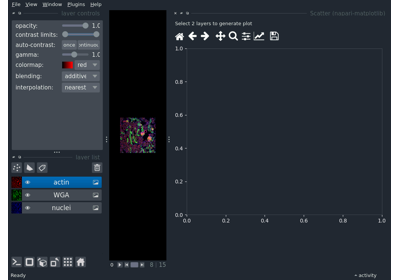 File View Window Plugins Help
layer controls
Scatter (napari-matplotlib)
opacity: 1.0
contrast limits:
auto-contrast: once
gamma: 1.0
colormap: red
blending: additive
interpolation: nearest
layer list
actin
WGA
nuclei
Ready
0
15
Select 2 layers to generate plot
1.0
0.8
0.6
0.4
0.2
0.0
0.0 0.2 0.4 0.6 0.8 1.0
activity